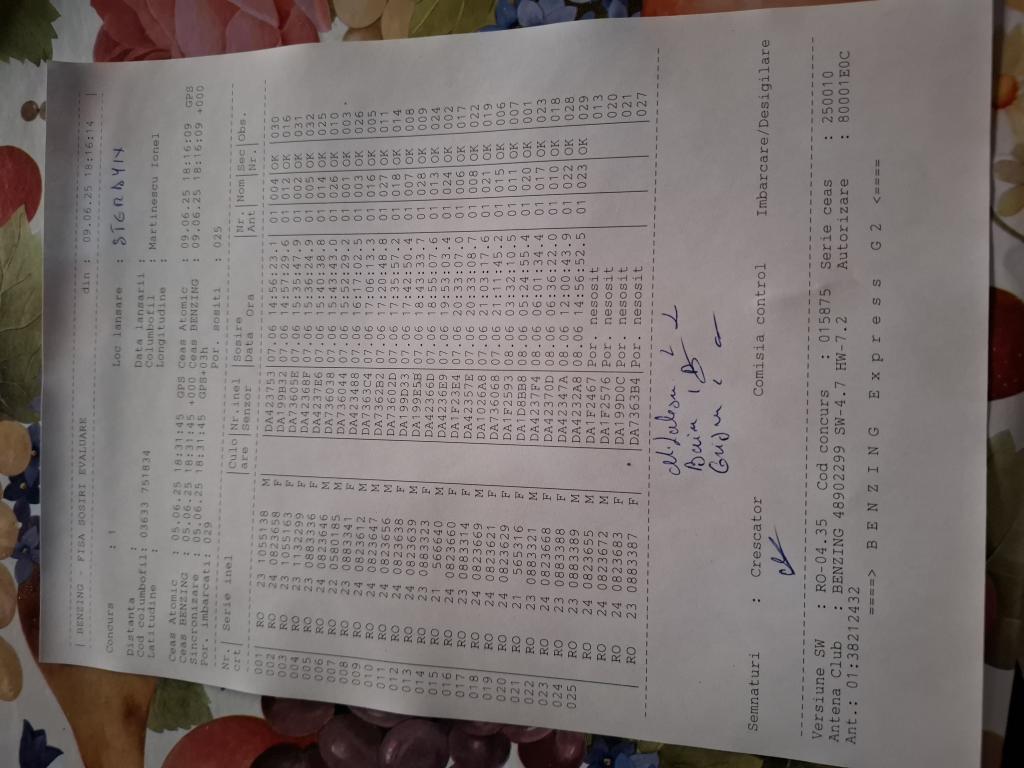 | BENZING FISA SOSIRI EVALUARE din : 09.06.25 18:16:14 |
Concurs : 1 Loc lansare : STERDYIX
Distanta : Data lansarii :
Cod columbofil: 03633 751834 Columbofil : Martinescu Ionel
Latitudine : Longitudine :
Ceas Atomic : 05.06.25 18:31:45 GPS Ceas Atomic : 09.06.25 18:16:09 GPS
Ceas BENZING : 05.06.25 18:31:45 +000 Ceas BENZING : 09.06.25 18:16:09 +000
Sincronizare : 05.06.25 18:31:45 GPS+03h
Por. imbarcati: 029 Por. sositi : 025
Nr. | Serie inel Culo|Nr.inel |Sosire |Nr. |Nom|Sec|Obs.
crt| are |Senzor |Data Ora |Ant | |Nr.|
001| RO 23 1055138 M |DA423753|07.06 14:56:23.1|01 |004|OK |030
002| RO 24 0823658 F |DA199B32|07.06 14:57:29.6|01 |012|OK |016
003| RO 23 1055163 F |DA73605E|07.06 15:35:47.9|01 |002|OK |031
004| RO 23 1132299 F |DA42368E|07.06 15:36:24.9|01 |005|OK |032
005| RO 23 0883336 F |DA4237E6|07.06 15:40:38.8|01 |014|OK |025
006| RO 24 0823646 M |DA736038|07.06 15:43:43.0|01 |026|OK |010
007| RO 22 0580185 M |DA736044|07.06 15:52:29.2|01 |001|OK |003
008| RO 23 0883341 F |DA423488|07.06 16:17:02.5|01 |003|OK |026
009| RO 24 0823612 M |DA7363C4|07.06 17:06:13.3|01 |016|OK |005
010| RO 24 0823647 M |DA7362B2|07.06 17:20:48.8|01 |027|OK |011
011| RO 24 0823656 M |DA7360D2|07.06 17:35:57.2|01 |018|OK |014
012| RO 24 0823638 F |DA199D33|07.06 17:42:50.4|01 |007|OK |008
013| RO 24 0823639 M |DA199E5B|07.06 18:43:33.7|01 |028|OK |009
014| RO 23 0883323 F |DA42366D|07.06 18:55:07.6|01 |013|OK |024
015| RO 21 566640 M |DA4236E9|07.06 19:53:03.4|01 |024|OK |002
016| RO 24 0823660 F |DA1F23E4|07.06 20:33:07.0|01 |006|OK |017
017| RO 23 0883314 F |DA42357E|07.06 20:33:08.7|01 |008|OK |022
018| RO 24 0823669 M |DA1026A8|07.06 21:03:17.6|01 |021|OK |019
019| RO 24 0823621 F |DA736068|07.06 21:11:45.2|01 |015|OK |006
020| RO 24 0823629 F |DA1F2593|08.06 03:32:10.5|01 |011|OK |007
021| RO 21 565316 F |DA1D8BB8|08.06 05:24:55.4|01 |020|OK |001
022| RO 23 0883321 M |DA4237F4|08.06 06:01:34.4|01 |017|OK |023
023| RO 24 0823668 F |DA42370D|08.06 06:36:22.0|01 |010|OK |018
024| RO 23 0883388 F |DA42347A|08.06 12:00:43.9|01 |022|OK |028
025| RO 23 0883389 M |DA4232A8|08.06 14:56:52.5|01 |023|OK |029
RO 24 0823655 M |DA1F2467|Por. nesosit |013
RO 24 0823672 M |DA1F2576|Por. nesosit |020
RO 24 0823683 F |DA199D0C|Por. nesosit |021
RO 23 0883387 F |DA7363B4|Por. nesosit |027
Semnaturi : Crescator Comisia control Imbarcare/Desigilare
Versiune SW : RO-04.35 Cod concurs : 015875 Serie ceas : 250010
Antena Club : BENZING 48902299 SW-4.7 HW-7.2 Autorizare : 80001E0C
Ant.: 01:38212432
====> B E N Z I N G E x p r e s s G 2 <====